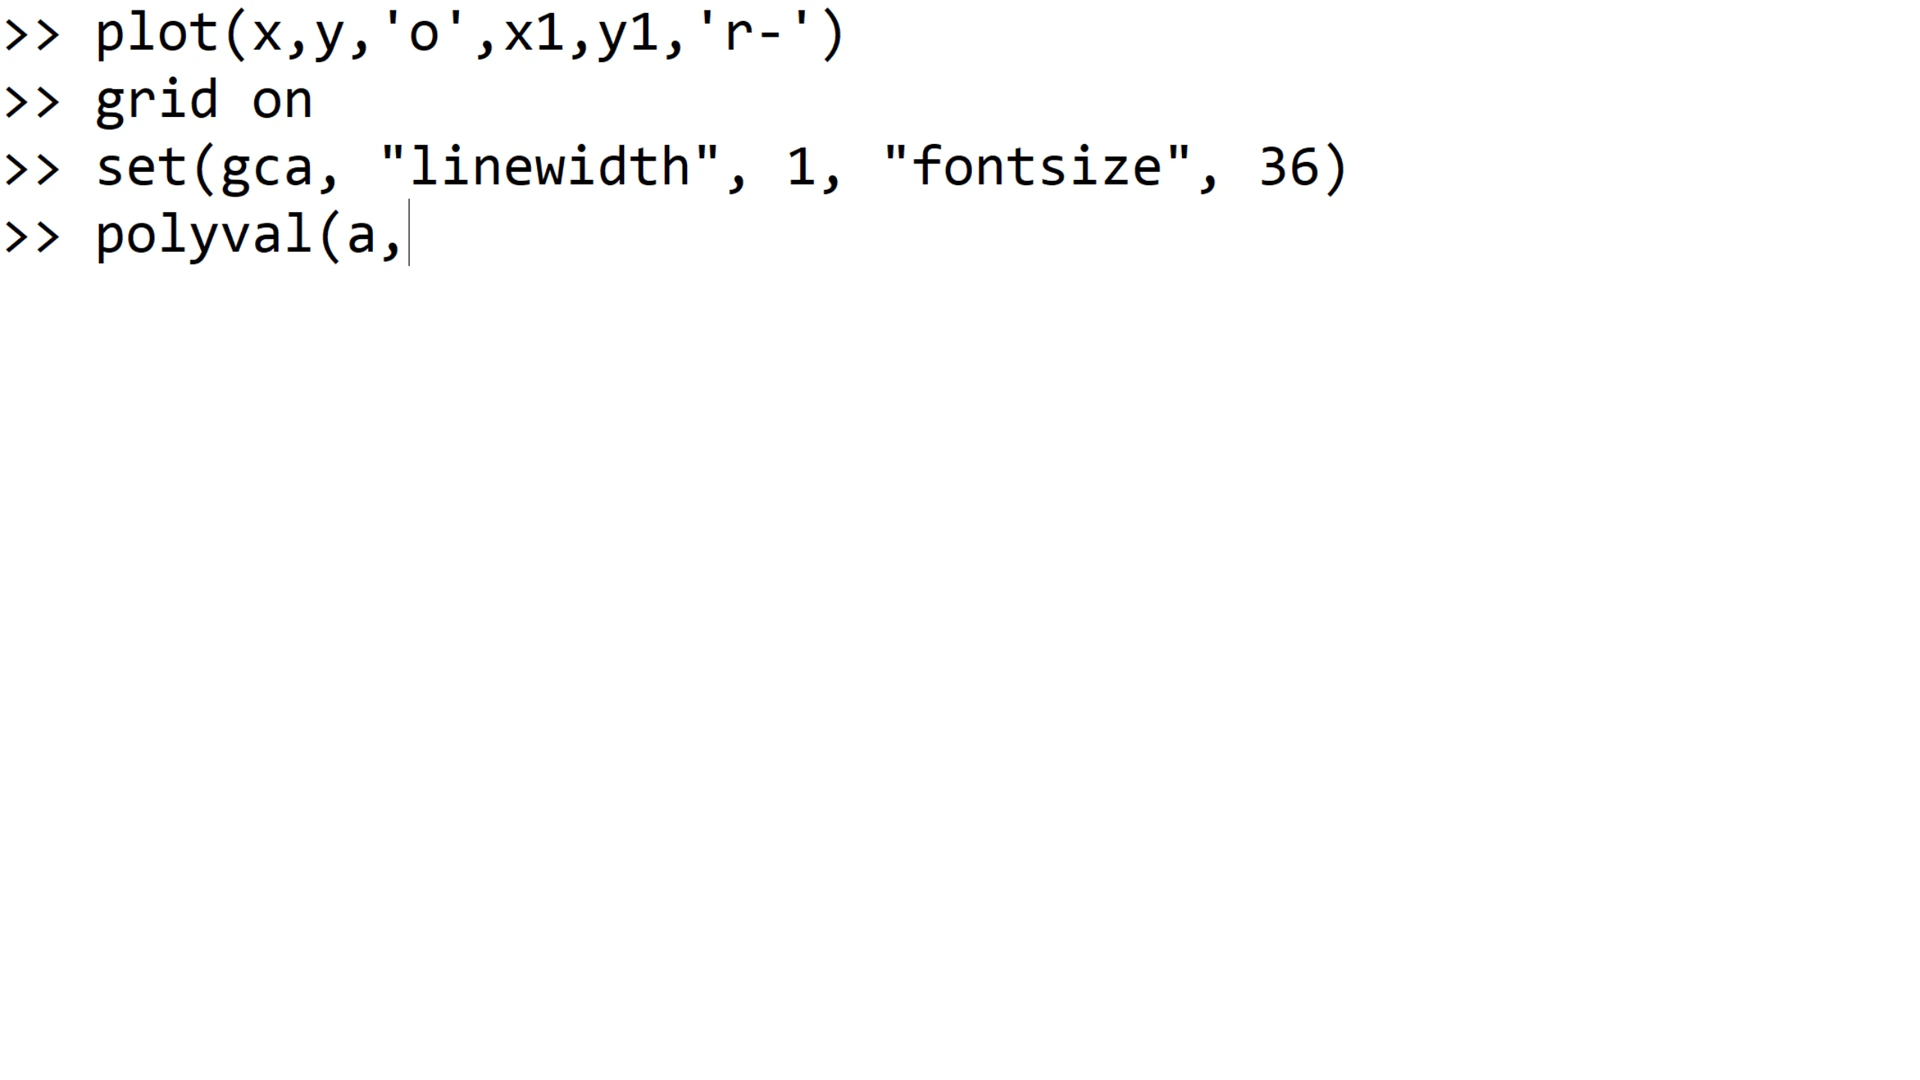 >> plot(x,y,'o',x1,y1,'r-')
>> grid on
>> set(gca, "linewidth", 1, "fontsize", 36)
>> polyval(a,